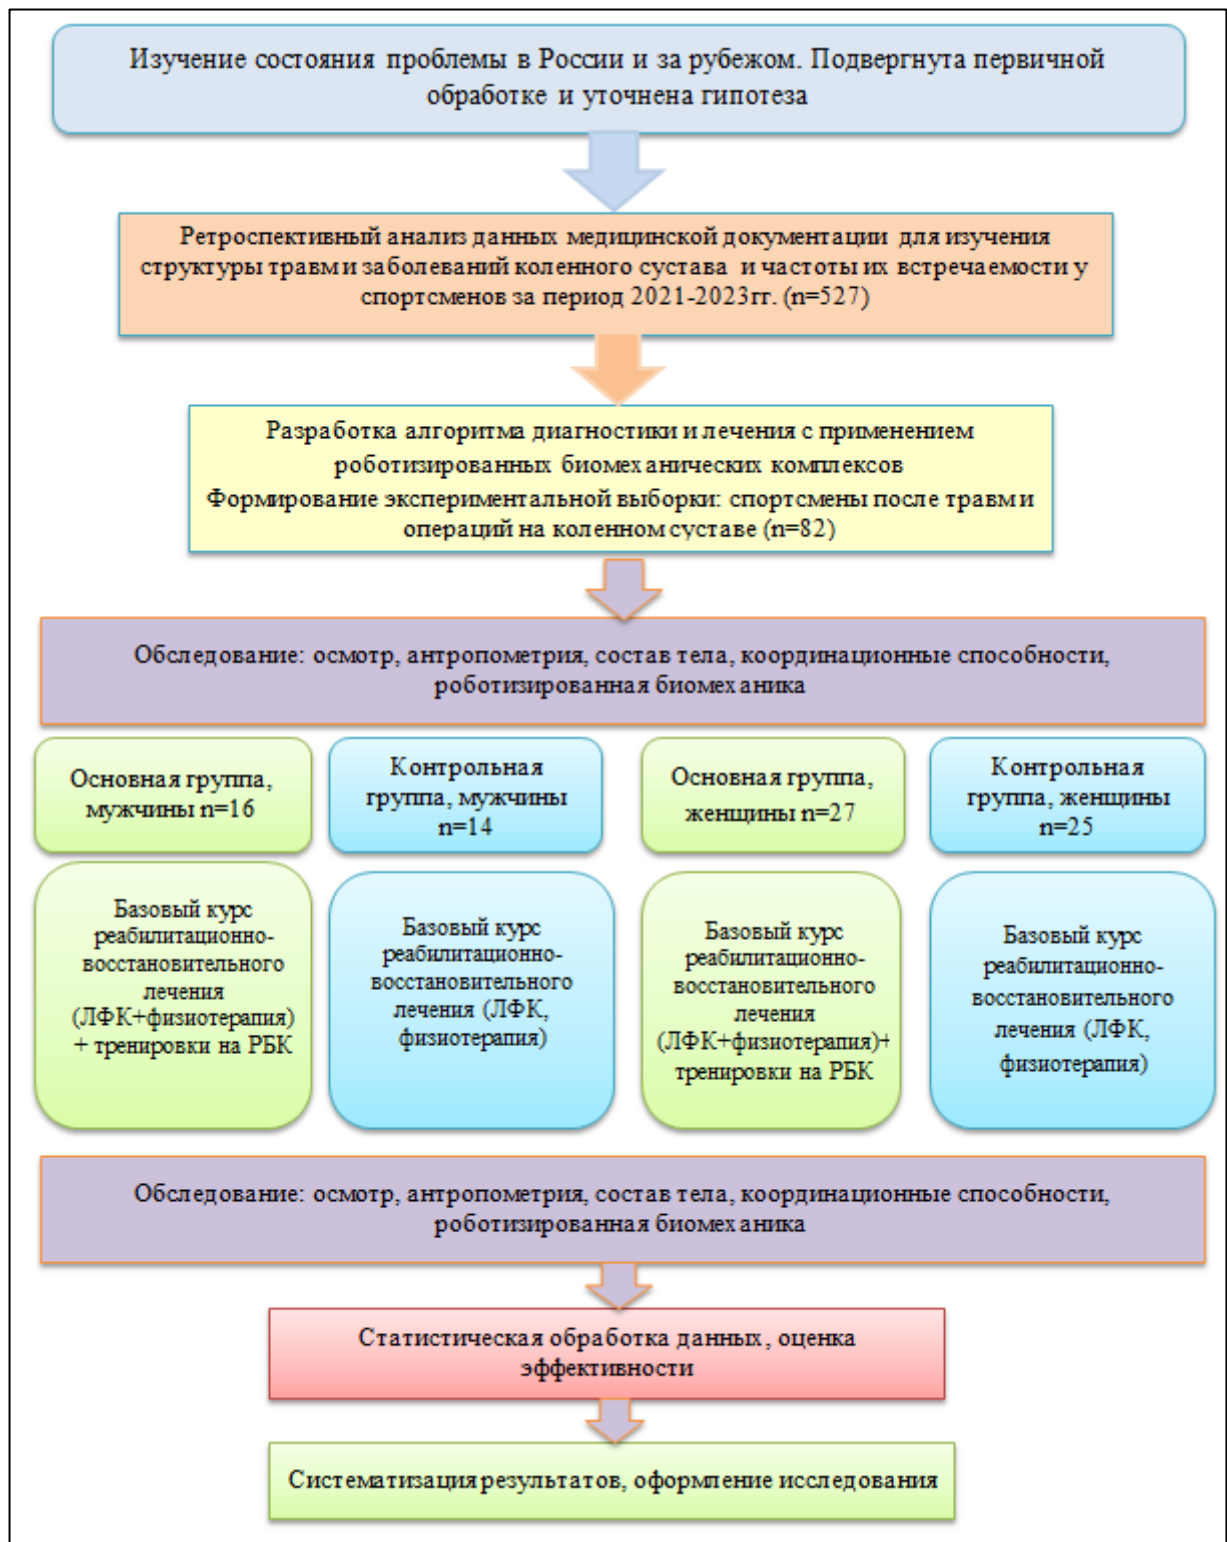 Изучение состояния проблемы в России и за рубежом. Подвергнута первичной
обработке и уточнена гипотеза
Ретроспективный анализ данных медицинской документации для изучения
структуры травм и заболеваний коленного сустава и частоты их встречаемости у
спортсменов за период 2021-2023гг. (n=527)
Разработка алгоритма диагностики и лечения с применением
роботизированных биомеханических комплексов
Формирование экспериментальной выборки: спортсмены после травм и
операций на коленном суставе (n=82)
Обследование: осмотр, антропометрия, состав тела, координационные способности,
роботизированная биомеханика
Основная группа,
мужчины n=16
Контрольная
группа, мужчины
n=14
Основная группа,
женщины n=27
Контрольная
группа, женщины
n=25
Базовый курс
реабилитационно-
восстановительного
лечения
(ЛФК+физиотерапия)
+ тренировки на РБК
Базовый курс
реабилитационно-
восстановительного
лечения (ЛФК,
физиотерапия)
Базовый курс
реабилитационно-
восстановительного
лечения
(ЛФК+физиотерапия)+
тренировки на РБК
Базовый курс
реабилитационно-
восстановительного
лечения (ЛФК,
физиотерапия)
Обследование: осмотр, антропометрия, состав тела, координационные способности,
роботизированная биомеханика
Статистическая обработка данных, оценка
эффективности
Систематизация результатов, оформление исследования